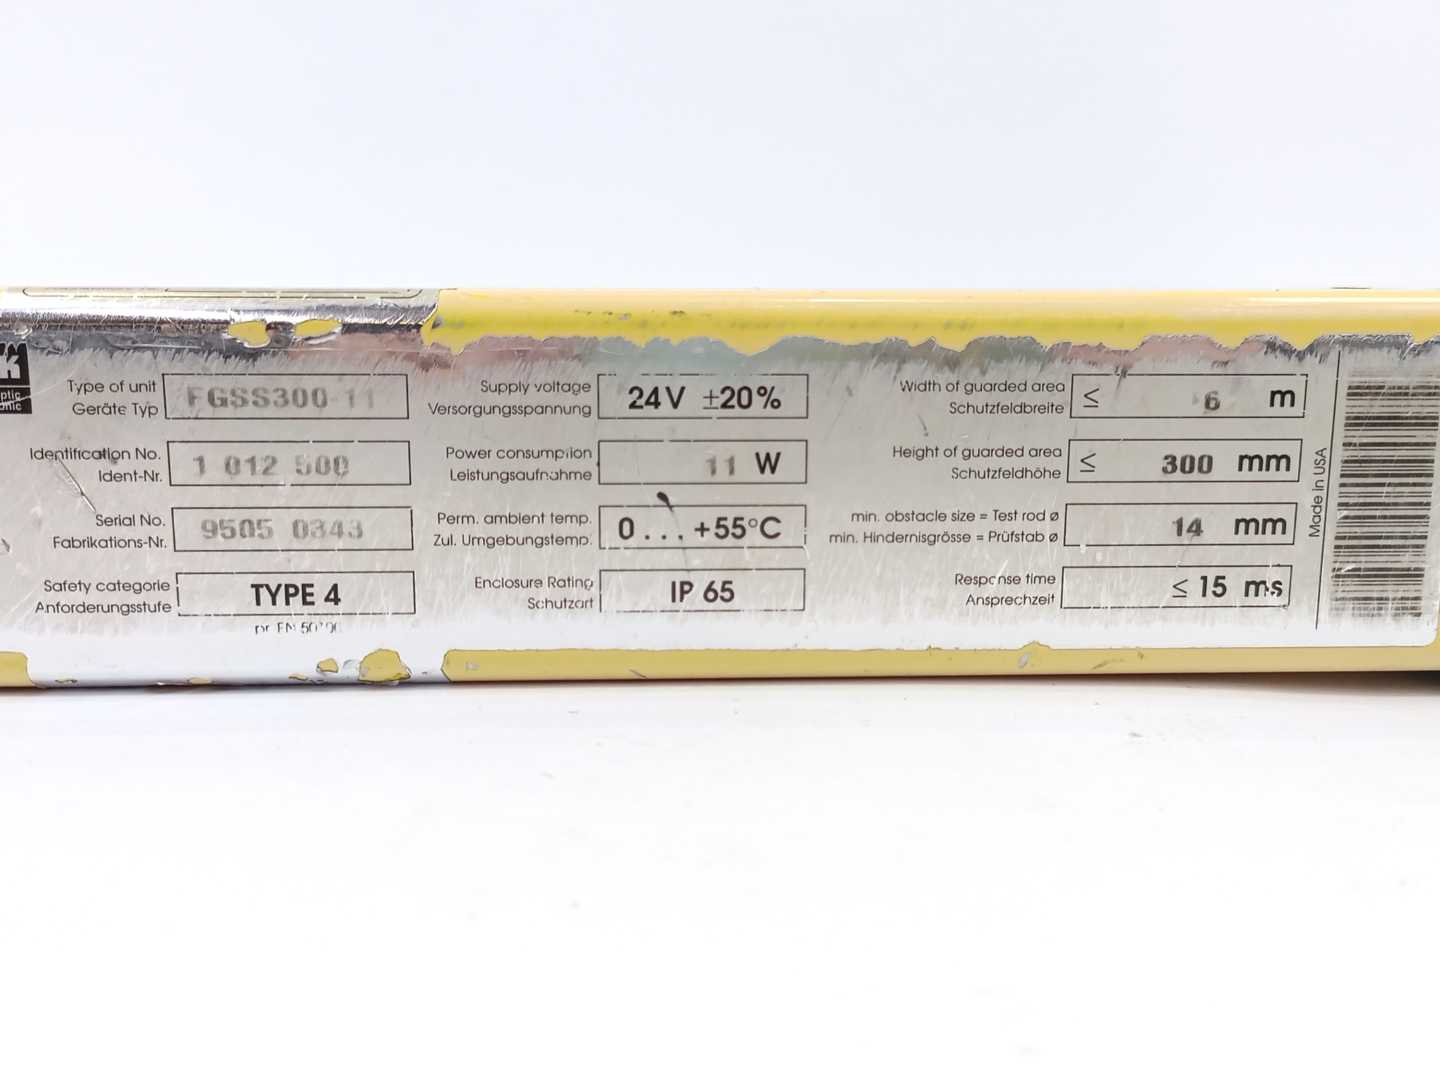 Type of unit
Geräte Typ
FGSS300-11
Identification No.
Ident-Nr.
1 012 500
Serial No.
Fabrikations-Nr.
9505 0343
Safety categorie
Anforderungsstufe
TYPE 4
Supply voltage
Versorgungsspannung
24V ±20%
Power consumption
Leistungsaufnahme
11 W
Perm. ambient temp.
Zul. Umgebungstemp.
0 . . . +55°C
Enclosure Rating
Schutzart
IP 65
Width of guarded area
Schutzfeldbreite
≤ 6 m
Height of guarded area
Schutzfeldhöhe
≤ 300 mm
min. obstacle size = Test rod ø
min. Hindernisgrösse = Prüfstab ø
14 mm
Response time
Ansprechzeit
≤ 15 ms
Made in USA